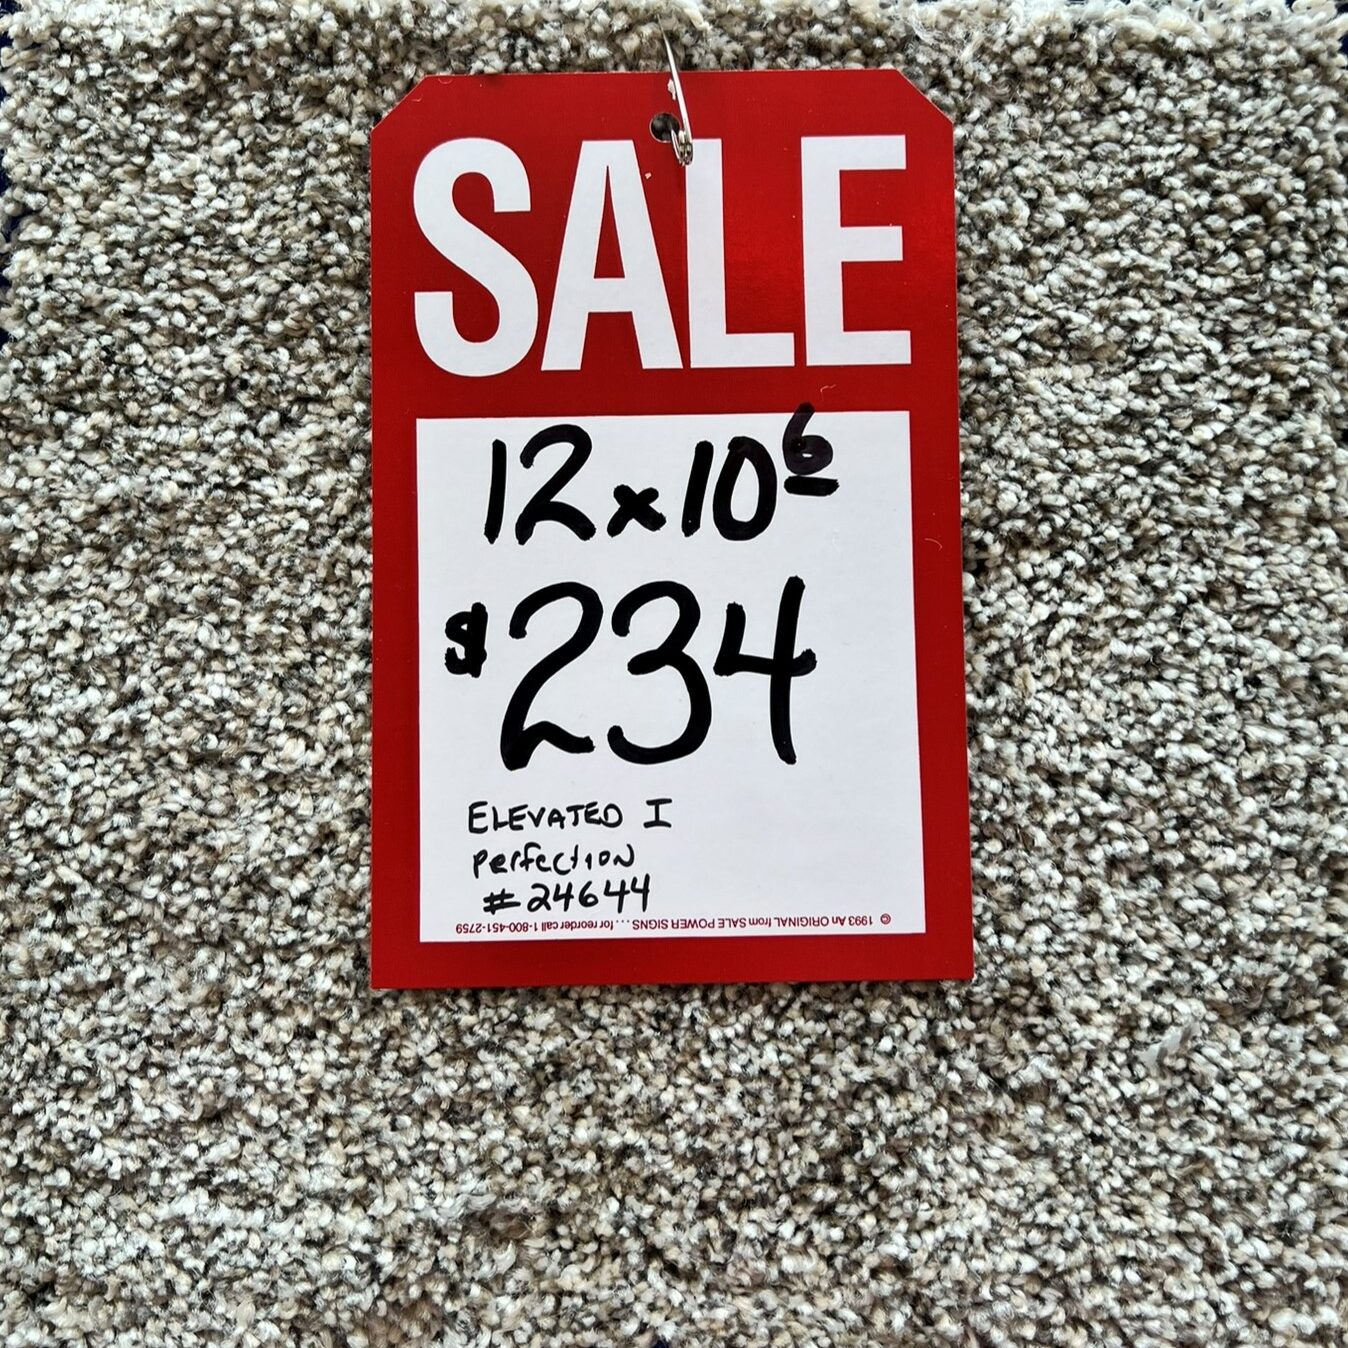 SALE
12x10⁶
$234
ELEVATED I
Perfection
#24644
© 1993 An ORIGINAL from SALE POWER SIGNS . . . for reorder call 1-800-451-2759